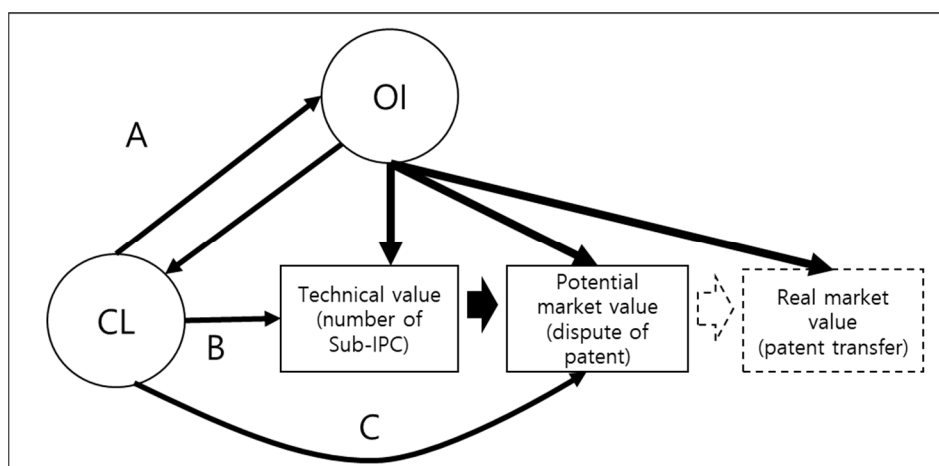 OI
A
CL
B
Technical value
(number of
Sub-IPC)
Potential
market value
(dispute of
patent)
Real market
value
(patent transfer)
C